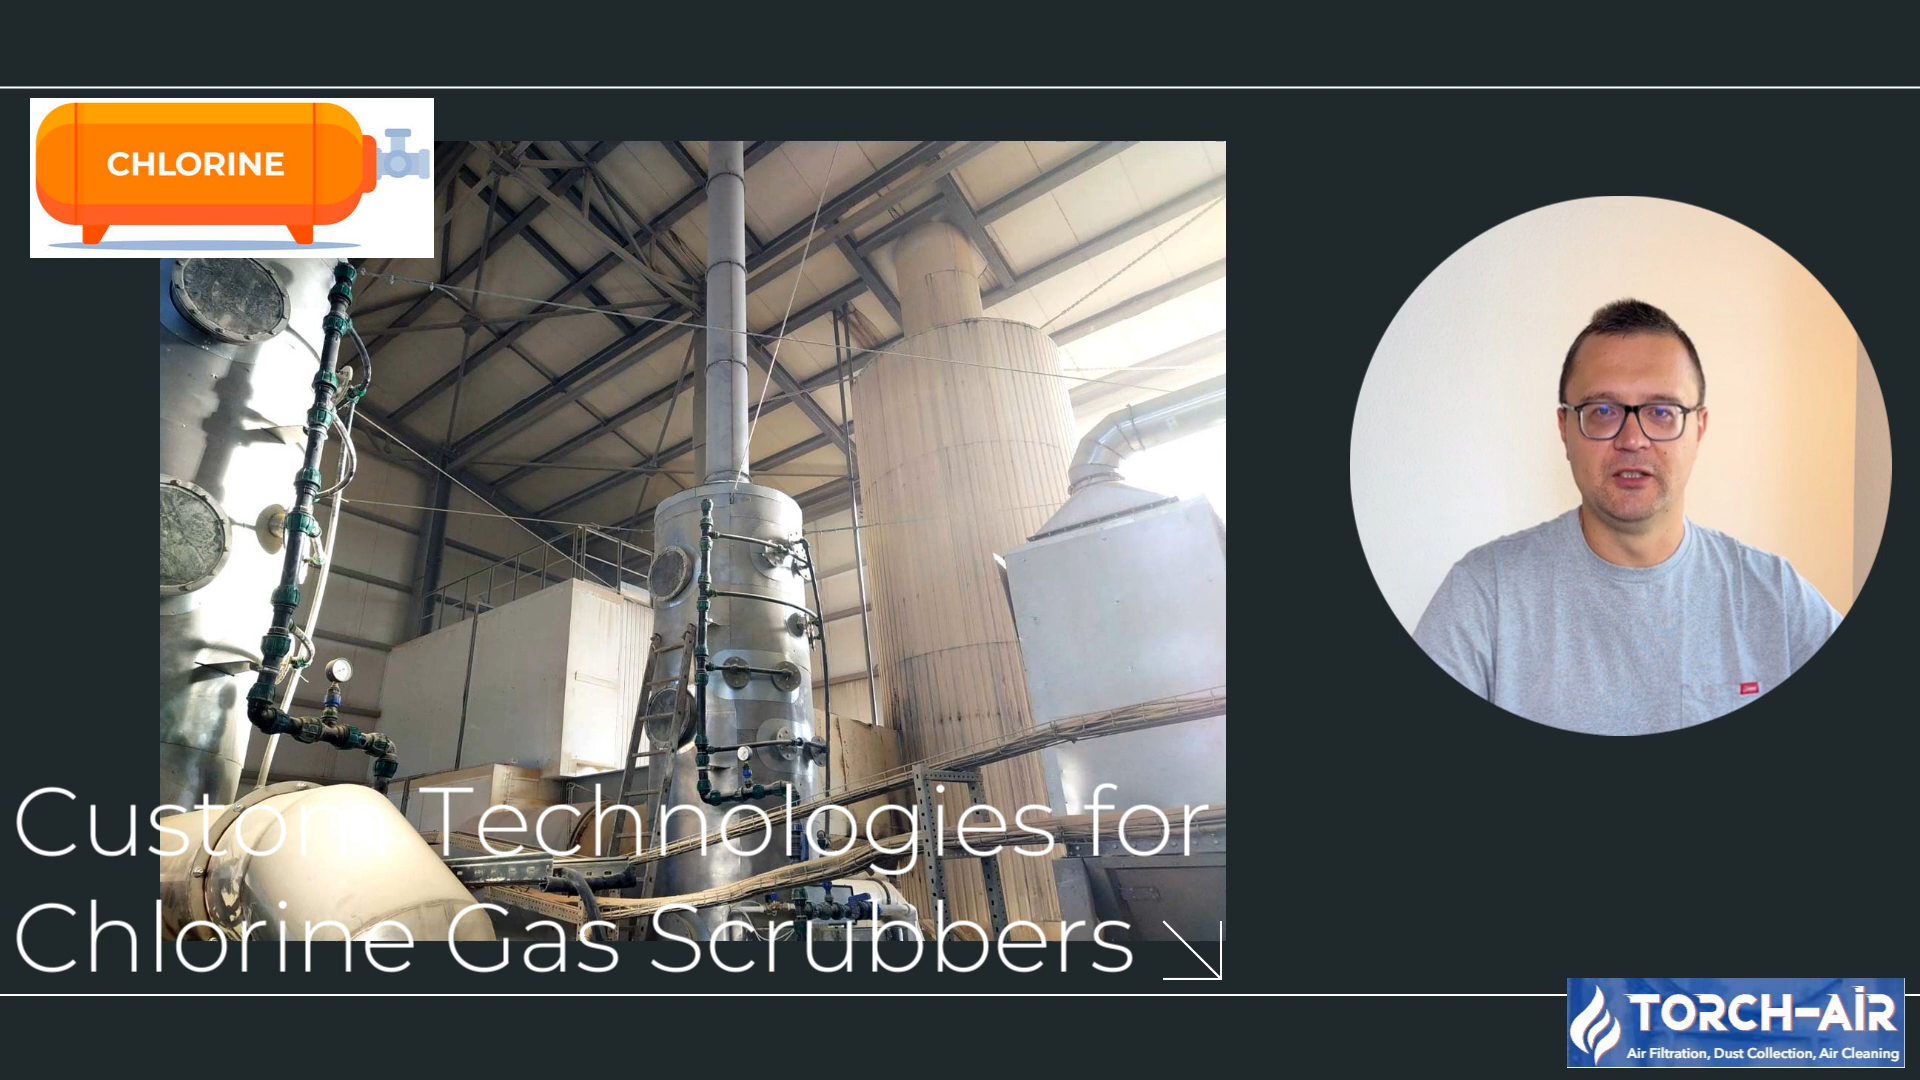 CHLORINE
Custom Technologies for
Chlorine Gas Scrubbers
TORCH-AIR
Air Filtration, Dust Collection, Air Cleaning